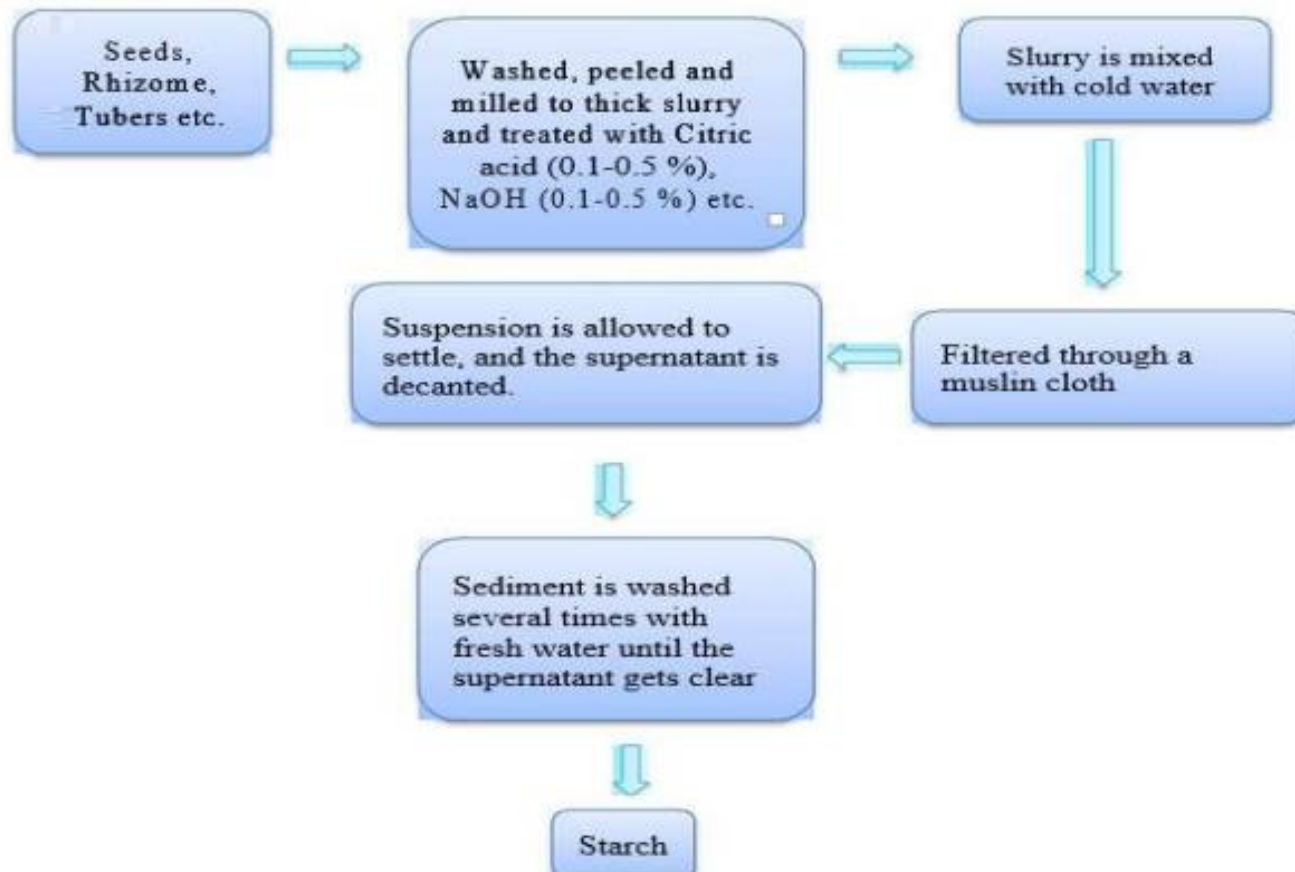 Seeds,
Rhizome,
Tubers etc.
Washed, peeled and
milled to thick slurry
and treated with Citric
acid (0.1-0.5 %),
NaOH (0.1-0.5 %) etc.
Slurry is mixed
with cold water
Filtered through a
muslin cloth
Suspension is allowed to
settle, and the supernatant is
decanted.
Sediment is washed
several times with
fresh water until the
supernatant gets clear
Starch